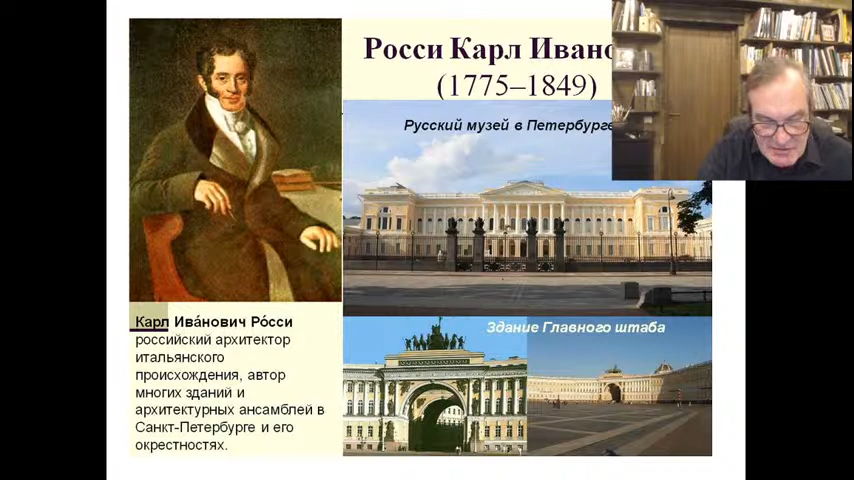 Росси Карл Ивано
(1775–1849)
Русский музей в Петербурге
Здание Главного штаба
Карл Ива́нович Ро́сси
российский архитектор
итальянского
происхождения, автор
многих зданий и
архитектурных ансамблей в
Санкт-Петербурге и его
окрестностях.